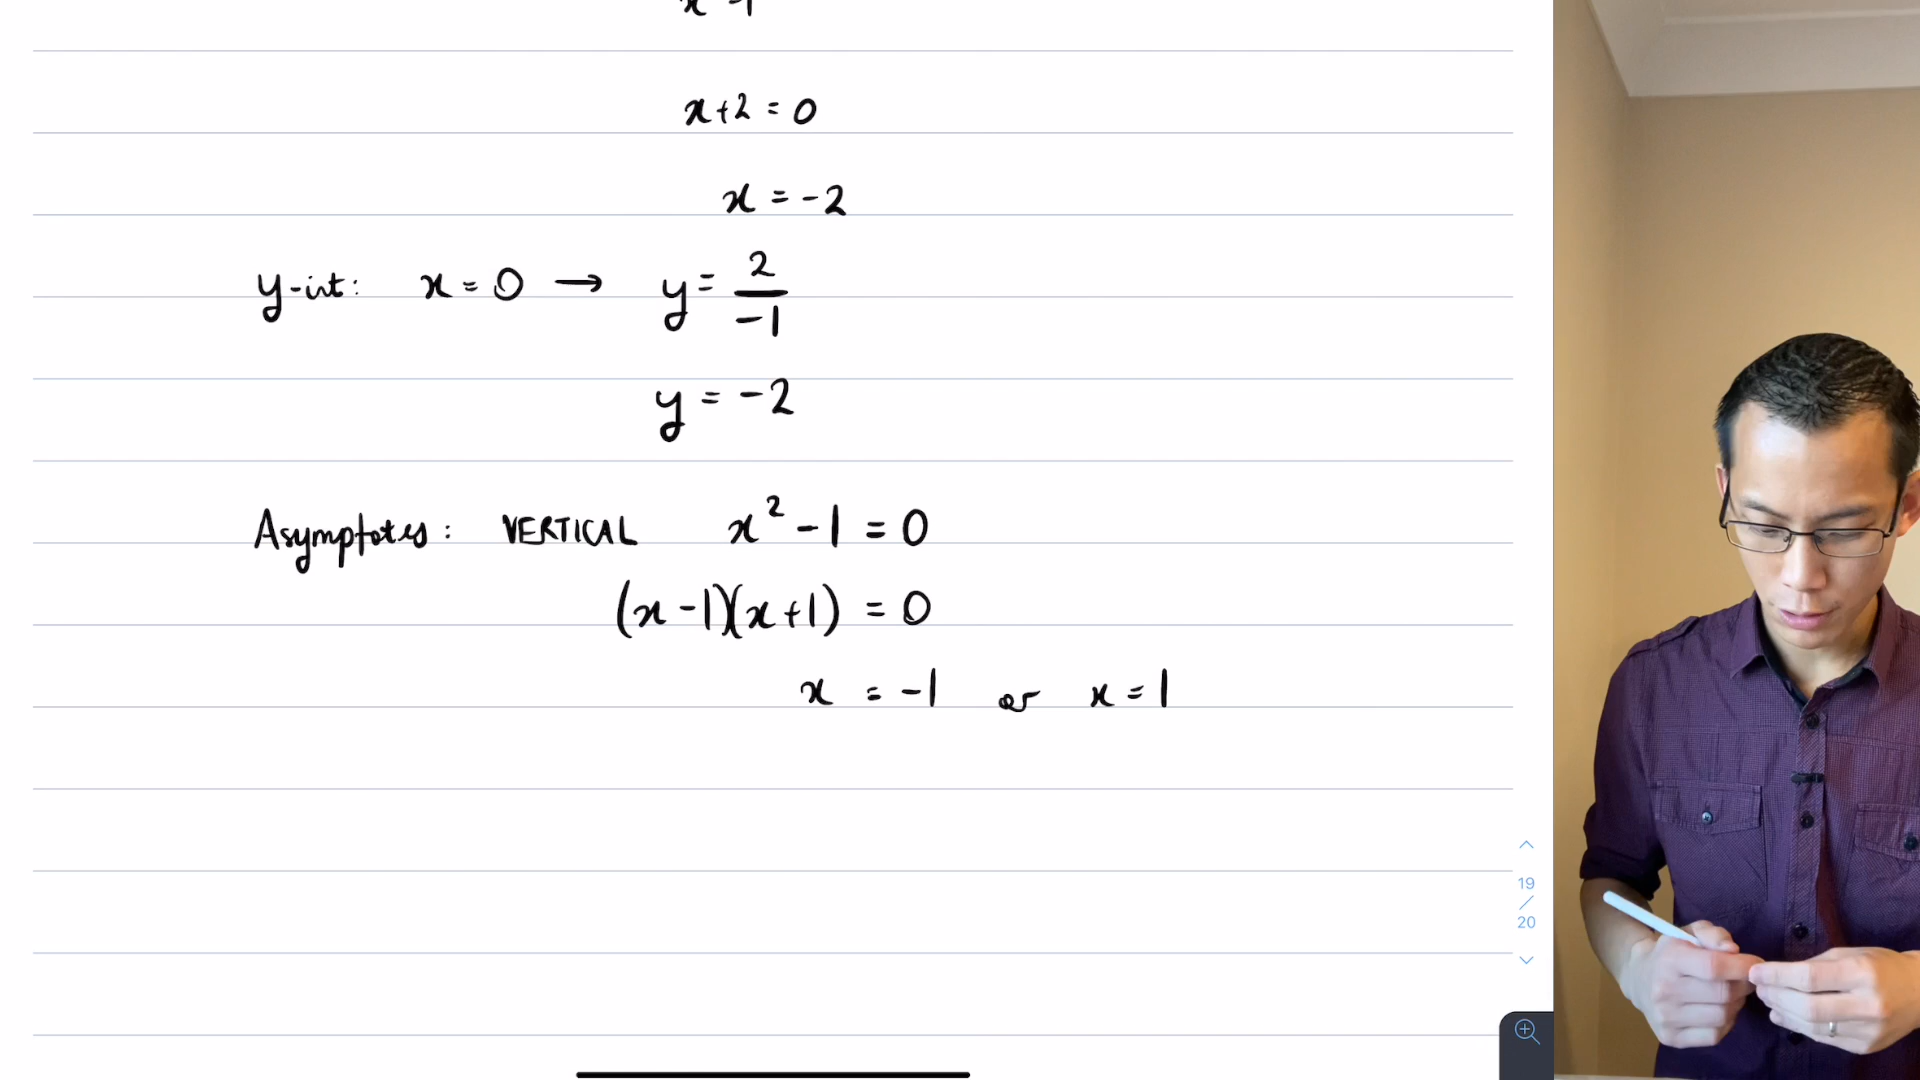 x+2 = 0
x = -2
y-int: x = 0 → y = 2/-1
y = -2
Asymptotes: VERTICAL x² - 1 = 0
(x-1)(x+1) = 0
x = -1 or x = 1
19
/
20